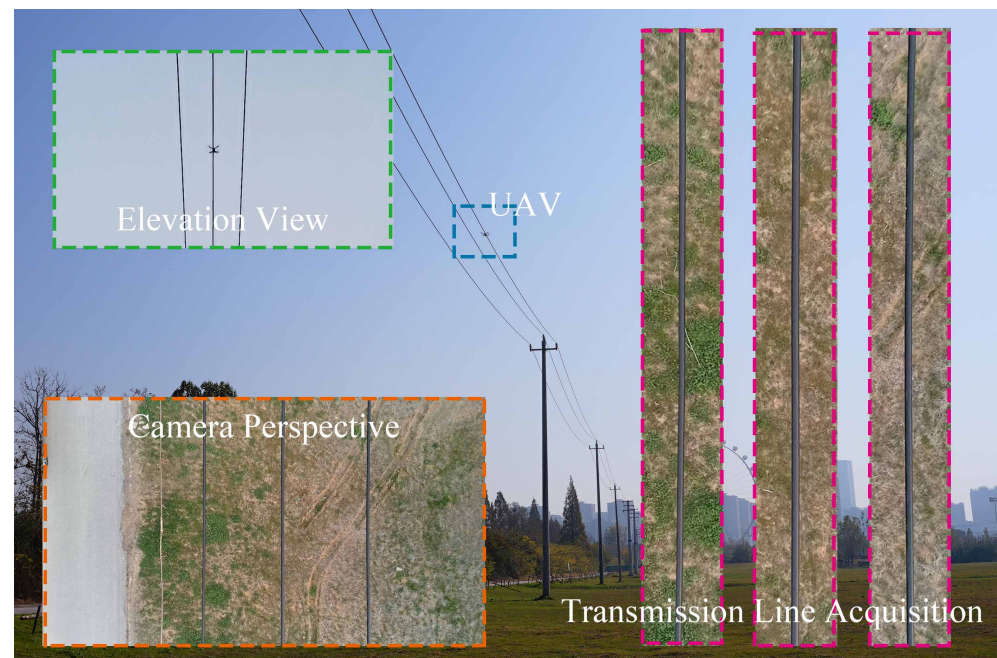 UAV
Elevation View
Camera Perspective
Transmission Line Acquisition